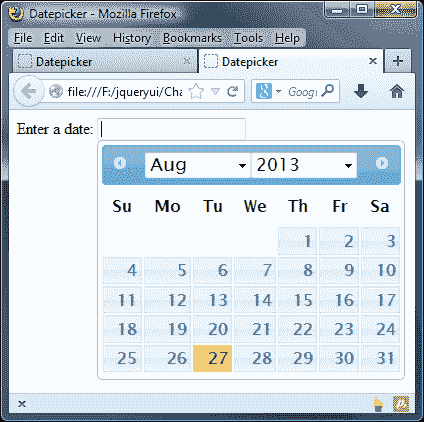 Datepicker - Mozilla Firefox
File Edit View History Bookmarks Tools Help
Datepicker Datepicker
file:///F:/jqueryui/Cha Goog
Enter a date:
Aug 2013
Su Mo Tu We Th Fr Sa
1 2 3
4 5 6 7 8 9 10
11 12 13 14 15 16 17
18 19 20 21 22 23 24
25 26 27 28 29 30 31